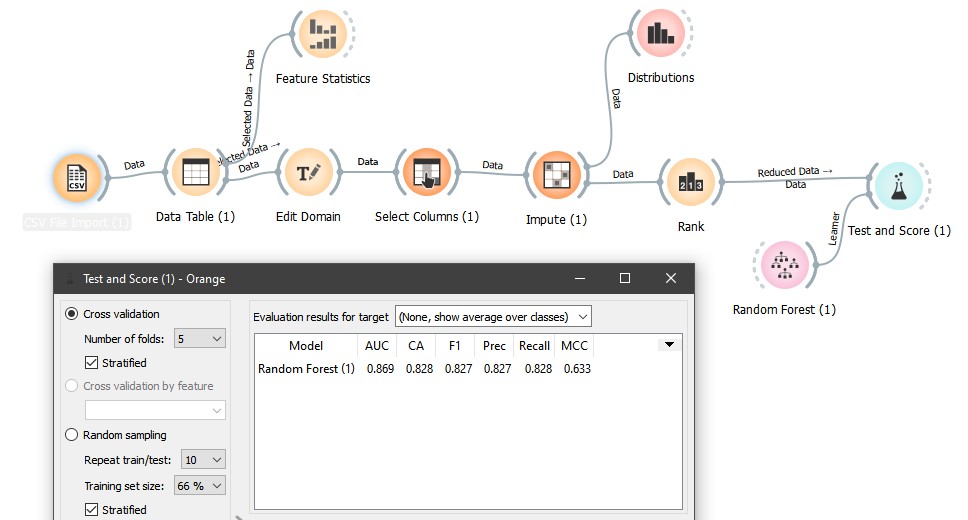 Feature Statistics
Distributions
Selected Data → Data
Data
CSV
Data
Selected Data →
Data
Data
Data
Data
Reduced Data →
Data
Data Table (1)
Edit Domain
Select Columns (1)
Impute (1)
2 1 3
Rank
Test and Score (1)
CSV File Import (1)
Learner
Random Forest (1)
Test and Score (1) - Orange
Cross validation
Number of folds: 5
Stratified
Cross validation by feature
Random sampling
Repeat train/test: 10
Training set size: 66 %
Stratified
Evaluation results for target (None, show average over classes)
Model AUC CA F1 Prec Recall MCC
Random Forest (1) 0.869 0.828 0.827 0.827 0.828 0.633